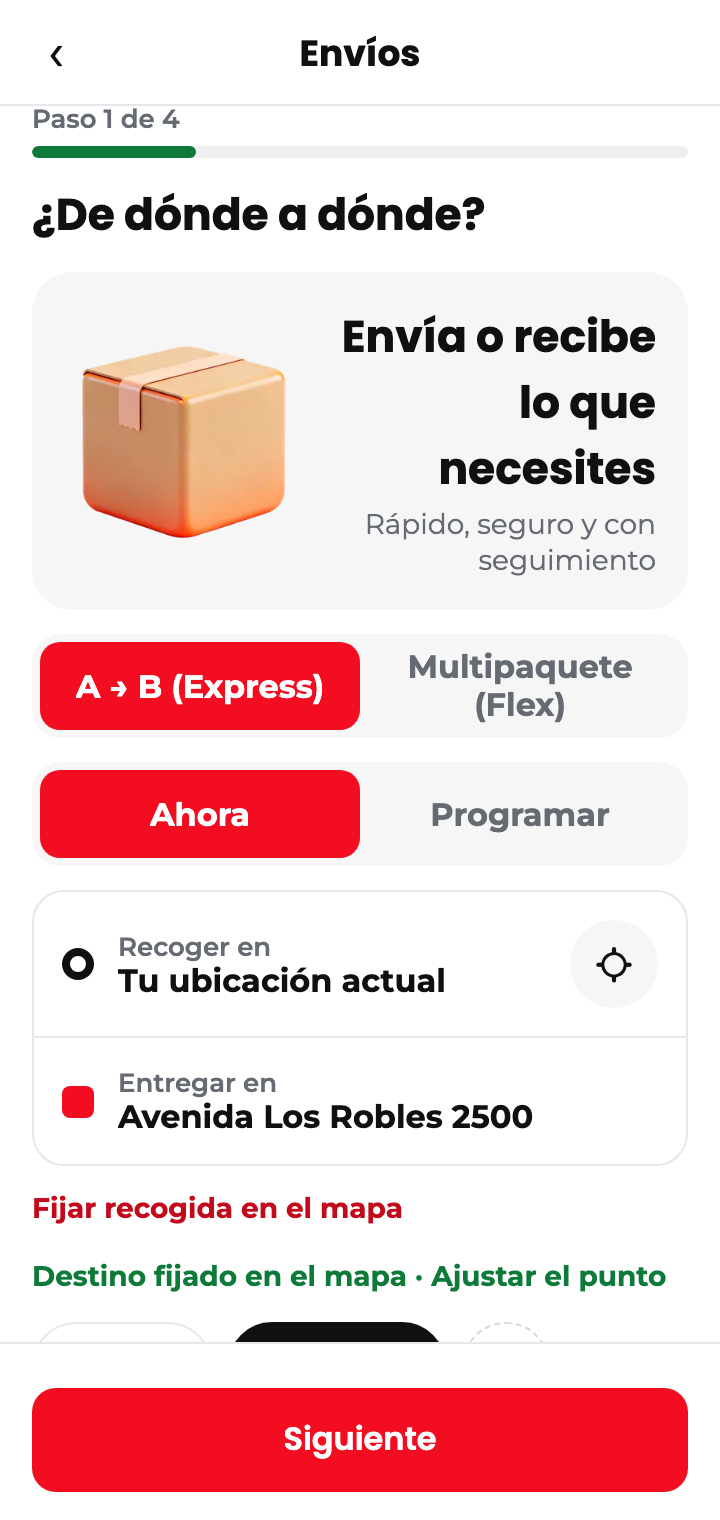 Envíos
Paso 1 de 4
¿De dónde a dónde?
Envía o recibe
lo que
necesites
Rápido, seguro y con
seguimiento
A → B (Express)
Multipaquete
(Flex)
Ahora
Programar
Recoger en
Tu ubicación actual
Entregar en
Avenida Los Robles 2500
Fijar recogida en el mapa
Destino fijado en el mapa · Ajustar el punto
Siguiente